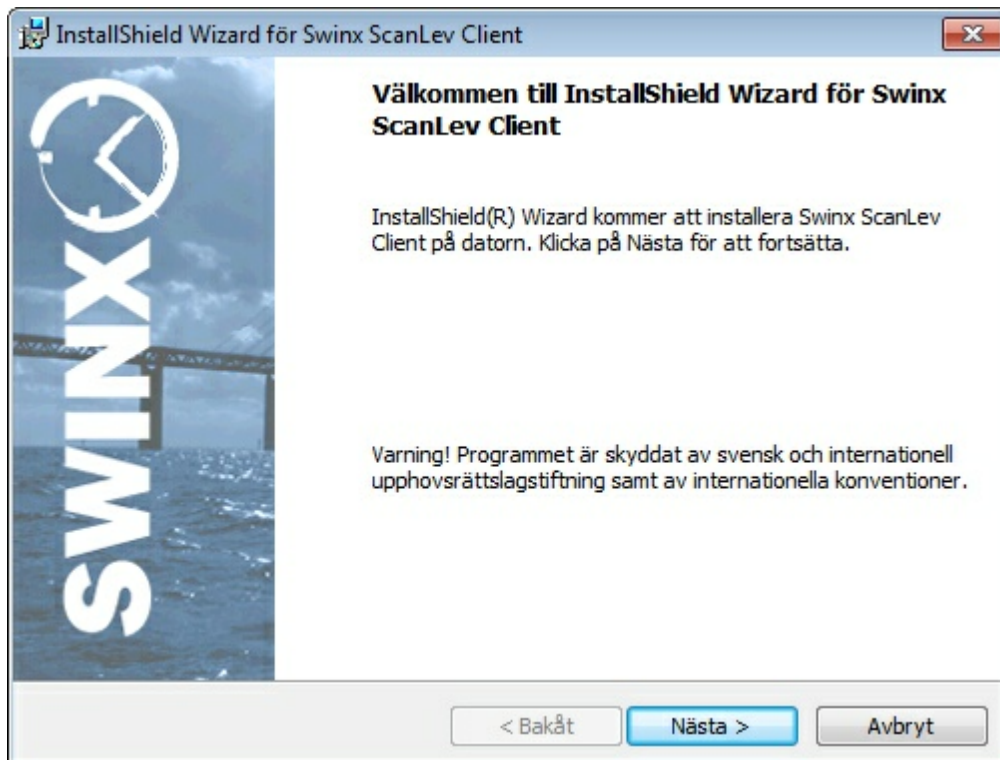 InstallShield Wizard för Swinx ScanLev Client
SWINX
Välkommen till InstallShield Wizard för Swinx
ScanLev Client
InstallShield(R) Wizard kommer att installera Swinx ScanLev
Client på datorn. Klicka på Nästa för att fortsätta.
Varning! Programmet är skyddat av svensk och internationell
upphovsrättslagstiftning samt av internationella konventioner.
< Bakåt
Nästa >
Avbryt